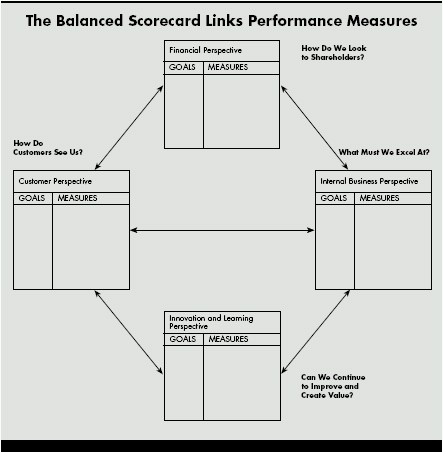 The Balanced Scorecard Links Performance Measures
Financial Perspective
GOALS MEASURES
How Do We Look
to Shareholders?
How Do
Customers See Us?
Customer Perspective
GOALS MEASURES
What Must We Excel At?
Internal Business Perspective
GOALS MEASURES
Innovation and Learning
Perspective
GOALS MEASURES
Can We Continue
to Improve and
Create Value?